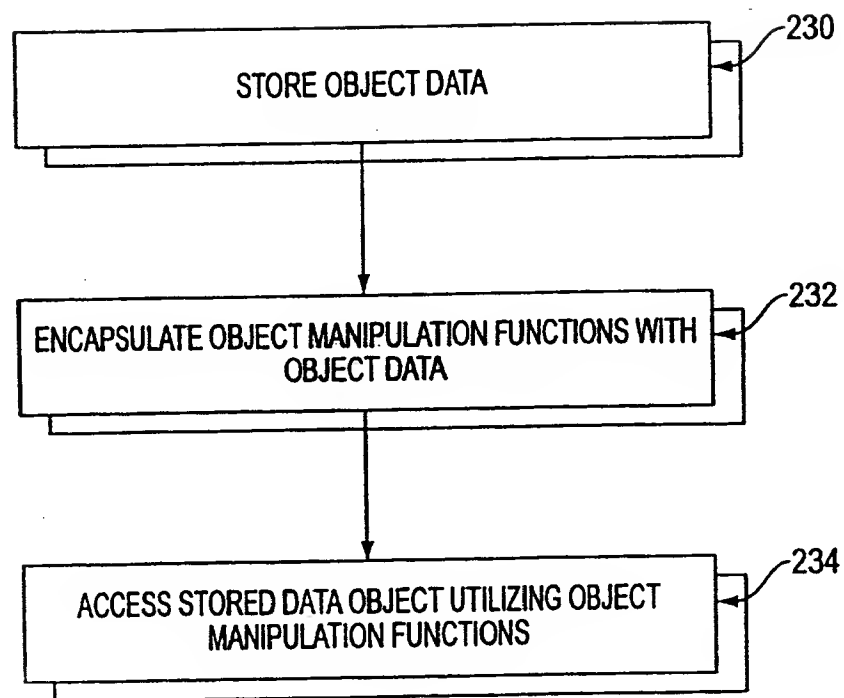 230
STORE OBJECT DATA
232
ENCAPSULATE OBJECT MANIPULATION FUNCTIONS WITH
OBJECT DATA
234
ACCESS STORED DATA OBJECT UTILIZING OBJECT
MANIPULATION FUNCTIONS